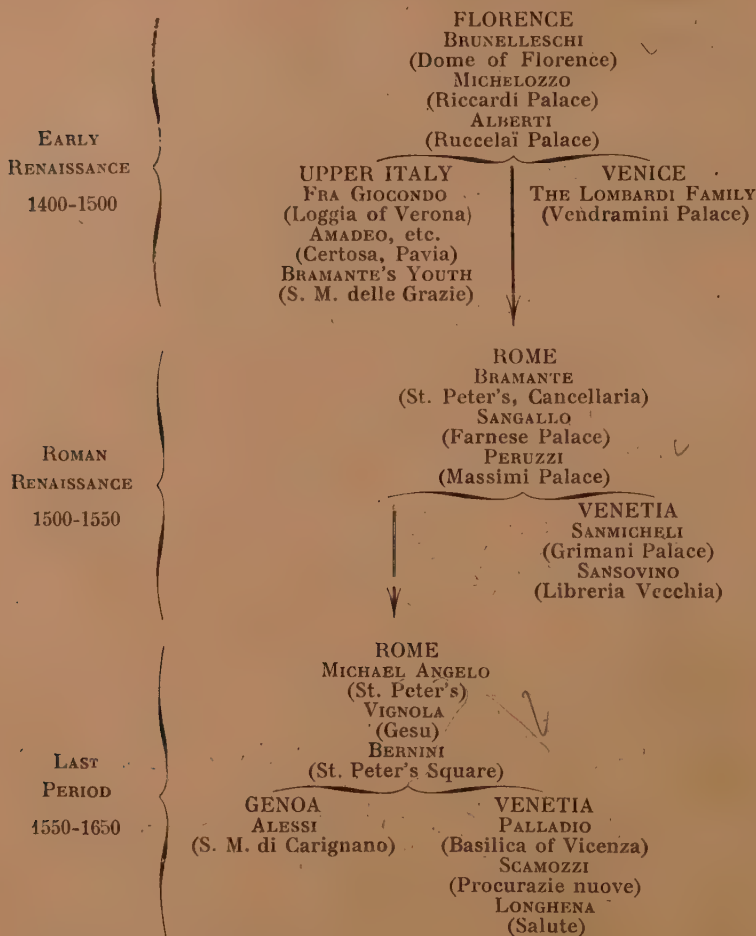 FLORENCE
BRUNELLESCHI
(Dome of Florence)
MICHELOZZO
(Riccardi Palace)
ALBERTI
(Ruccelaï Palace)
EARLY
RENAISSANCE
1400-1500
UPPER ITALY
FRA GIOCONDO
(Loggia of Verona)
AMADEO, etc.
(Certosa, Pavia)
BRAMANTE'S YOUTH
(S. M. delle Grazie)
VENICE
THE LOMBARDI FAMILY
(Vendramini Palace)
ROME
BRAMANTE
(St. Peter's, Cancellaria)
SANGALLO
(Farnese Palace)
PERUZZI
(Massimi Palace)
ROMAN
RENAISSANCE
1500-1550
VENETIA
SANMICHELI
(Grimani Palace)
SANSOVINO
(Libreria Vecchia)
ROME
MICHAEL ANGELO
(St. Peter's)
VIGNOLA
(Gesu)
BERNINI
(St. Peter's Square)
LAST
PERIOD
1550-1650
GENOA
ALESSI
(S. M. di Carignano)
VENETIA
PALLADIO
(Basilica of Vicenza)
SCAMOZZI
(Procurazie nuove)
LONGHENA
(Salute)